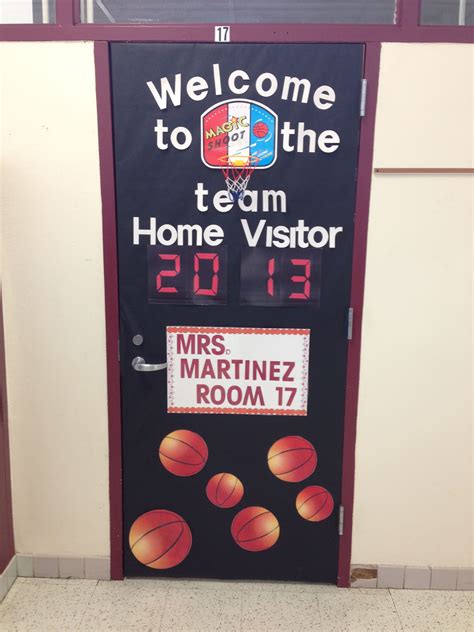 17
Welcome
to
MAGIC
SHOOT
the
team
Home Visitor
20 13
MRS.
MARTINEZ
ROOM 17